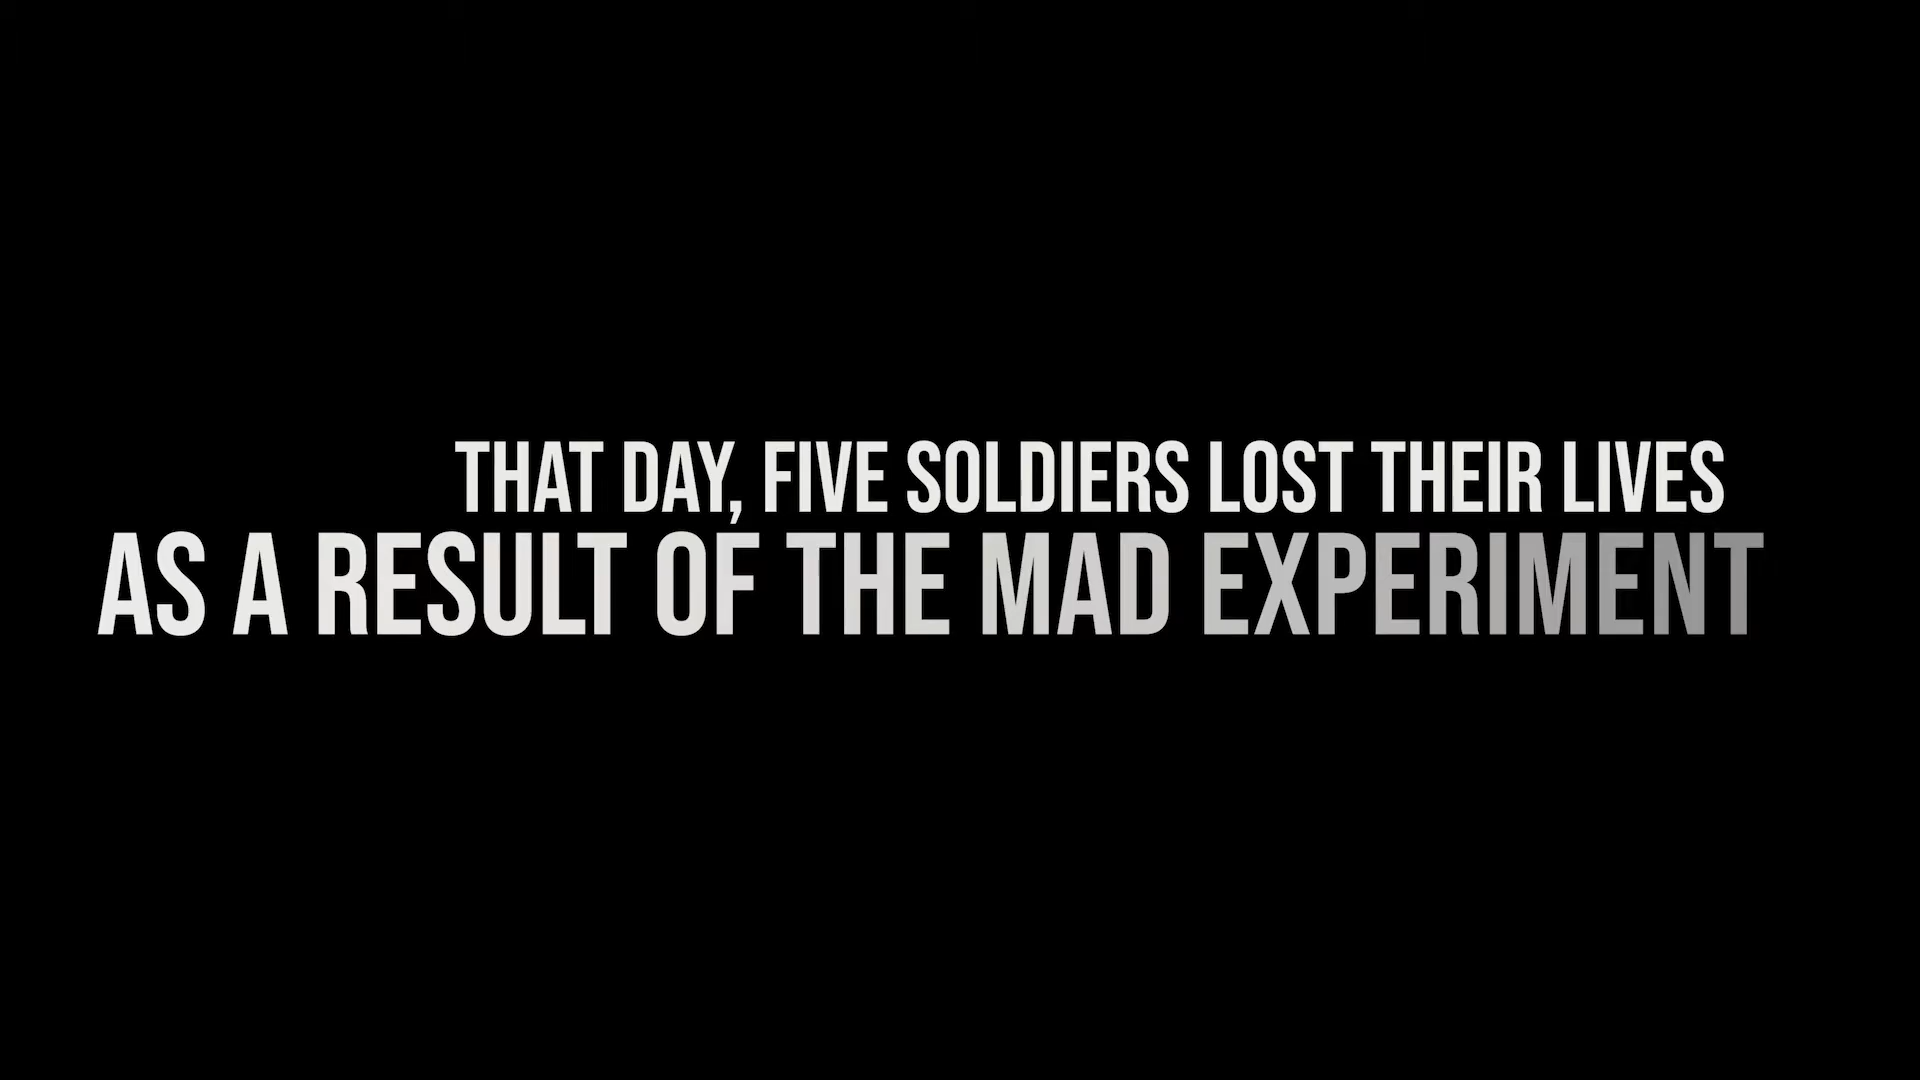 THAT DAY, FIVE SOLDIERS LOST THEIR LIVES
AS A RESULT OF THE MAD EXPERIMENT